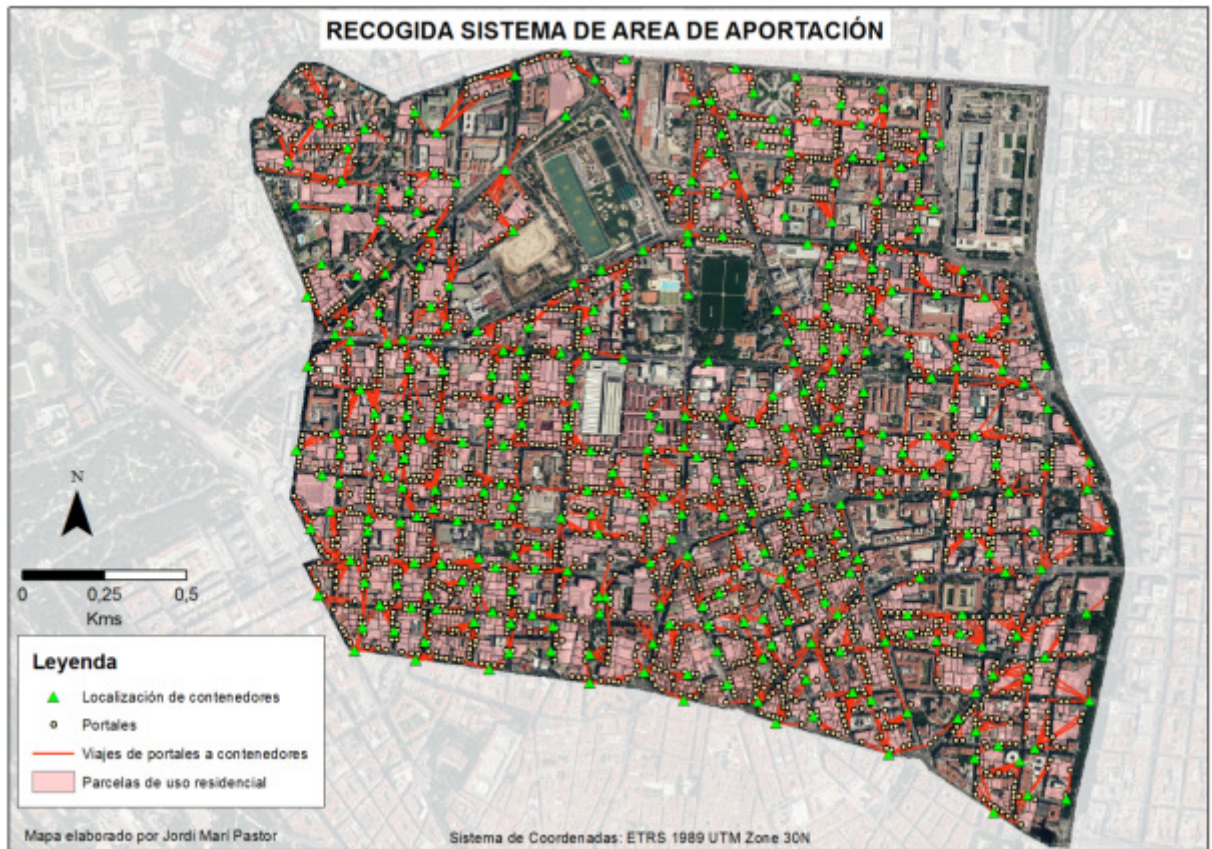 RECOGIDA SISTEMA DE AREA DE APORTACIÓN
N
0 0,25 0,5
Kms
Leyenda
Localización de contenedores
Portales
Viajes de portales a contenedores
Parcelas de uso residencial
Mapa elaborado por Jordi Marí Pastor
Sistema de Coordenadas: ETRS 1989 UTM Zone 30N